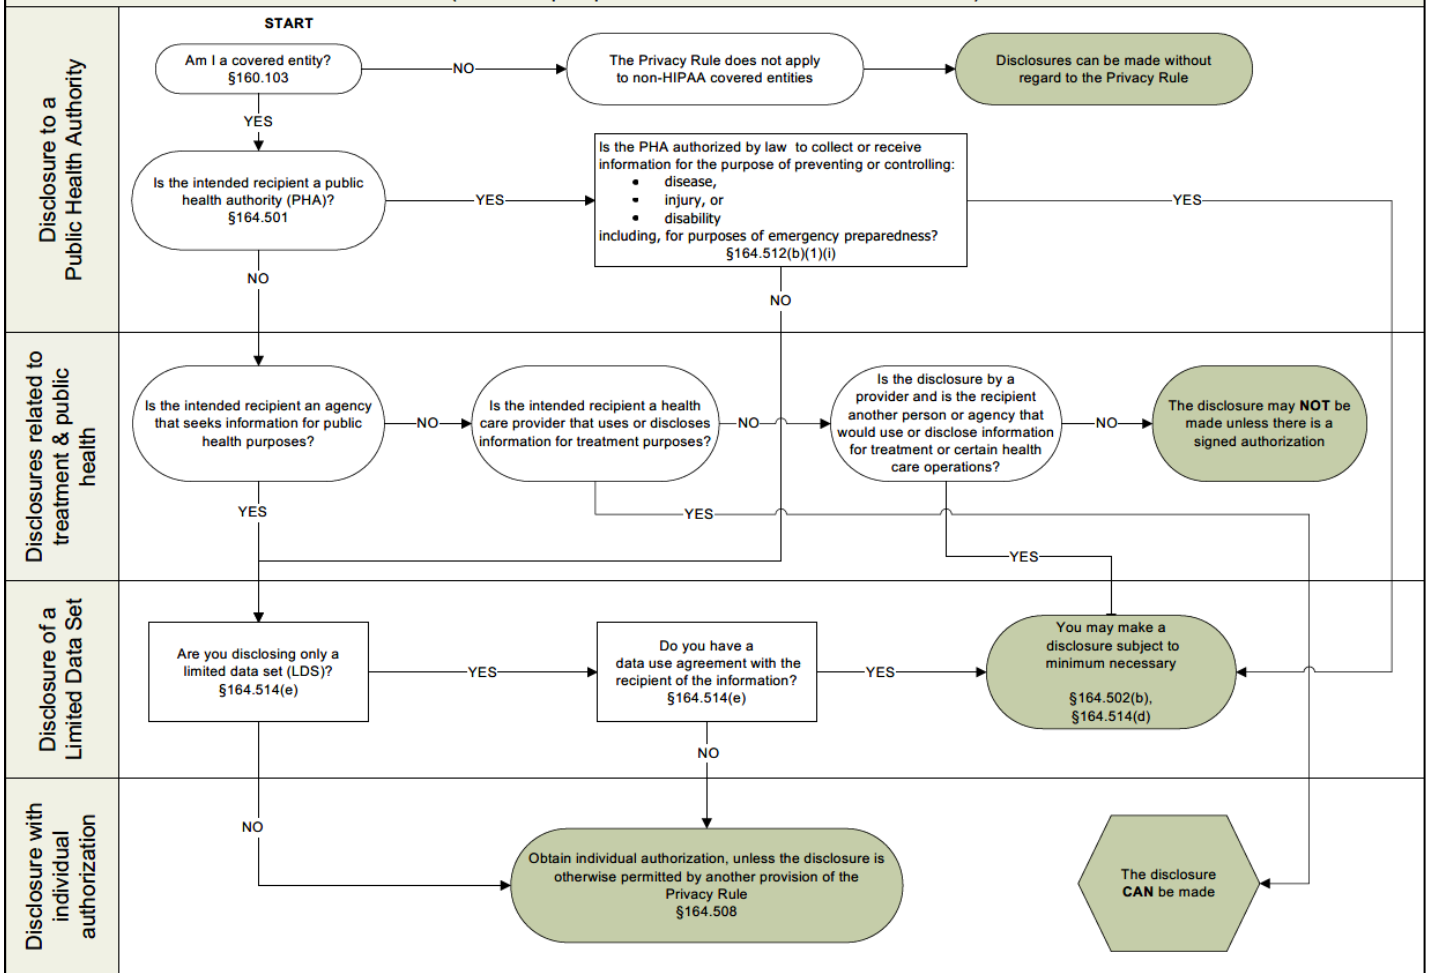 START
Disclosure to a
Public Health Authority
Am I a covered entity?
§160.103
NO
The Privacy Rule does not apply
to non-HIPAA covered entities
Disclosures can be made without
regard to the Privacy Rule
YES
Is the intended recipient a public
health authority (PHA)?
§164.501
YES
Is the PHA authorized by law to collect or receive
information for the purpose of preventing or controlling:
• disease,
• injury, or
• disability
including, for purposes of emergency preparedness?
§164.512(b)(1)(i)
YES
NO
NO
Disclosures related to
treatment & public
health
Is the intended recipient an agency
that seeks information for public
health purposes?
NO
Is the intended recipient a health
care provider that uses or discloses
information for treatment purposes?
NO
Is the disclosure by a
provider and is the recipient
another person or agency that
would use or disclose information
for treatment or certain health
care operations?
NO
The disclosure may NOT be
made unless there is a
signed authorization
YES
YES
YES
Disclosure of a
Limited Data Set
Are you disclosing only a
limited data set (LDS)?
§164.514(e)
YES
Do you have a
data use agreement with the
recipient of the information?
§164.514(e)
YES
You may make a
disclosure subject to
minimum necessary
§164.502(b),
§164.514(d)
NO
NO
Disclosure with
individual
authorization
Obtain individual authorization, unless the disclosure is
otherwise permitted by another provision of the
Privacy Rule
§164.508
The disclosure
CAN be made